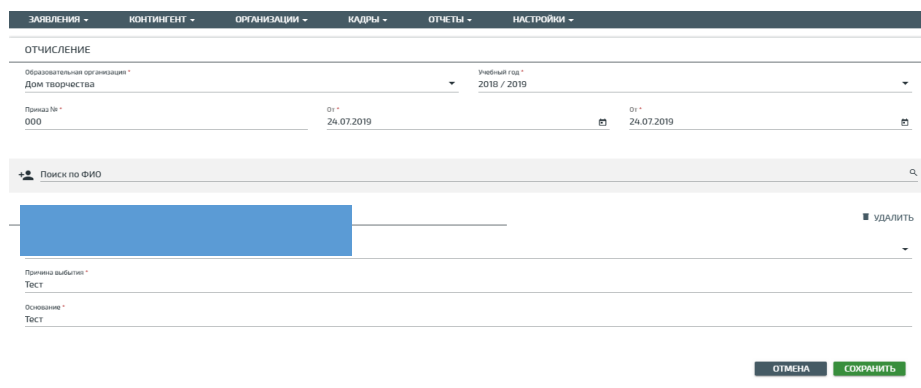 ЗАЯВЛЕНИЯ КОНТИНГЕНТ ОРГАНИЗАЦИИ КАДРЫ ОТЧЕТЫ НАСТРОЙКИ
ОТЧИСЛЕНИЕ
Образовательная организация * Учебный год *
Дом творчества 2018 / 2019
Приказ № * От * От *
000 24.07.2019 24.07.2019
Поиск по ФИО
УДАЛИТЬ
Причина выбытия *
Тест
Основание *
Тест
ОТМЕНА СОХРАНИТЬ